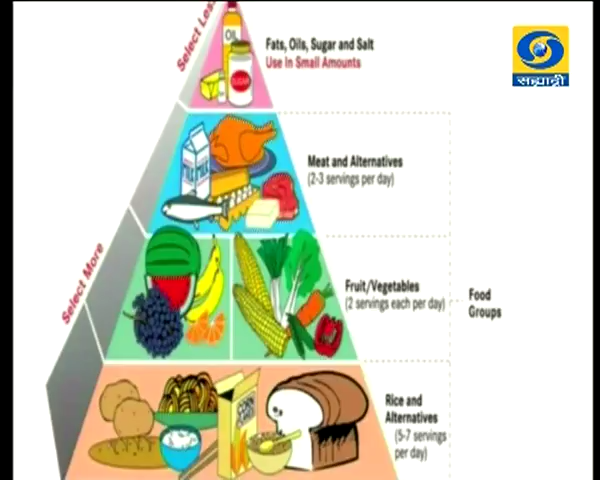 Select Less
OIL
SUGAR
Fats, Oils, Sugar and Salt
Use In Small Amounts
सह्याद्री
MILK
Meat and Alternatives
(2-3 servings per day)
Select More
Fruit/Vegetables
(2 servings each per day)
Food
Groups
Rice and
Alternatives
(5-7 servings
per day)